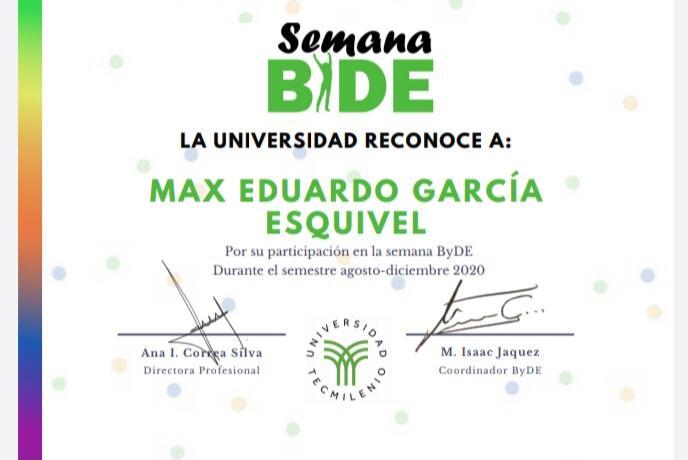 Semana
BIDE
LA UNIVERSIDAD RECONOCE A:
MAX EDUARDO GARCÍA
ESQUIVEL
Por su participación en la semana ByDE
Durante el semestre agosto-diciembre 2020
Ana I. Correa Silva
Directora Profesional
UNIVERSIDAD TECMILENIO
M. Isaac Jaquez
Coordinador ByDE